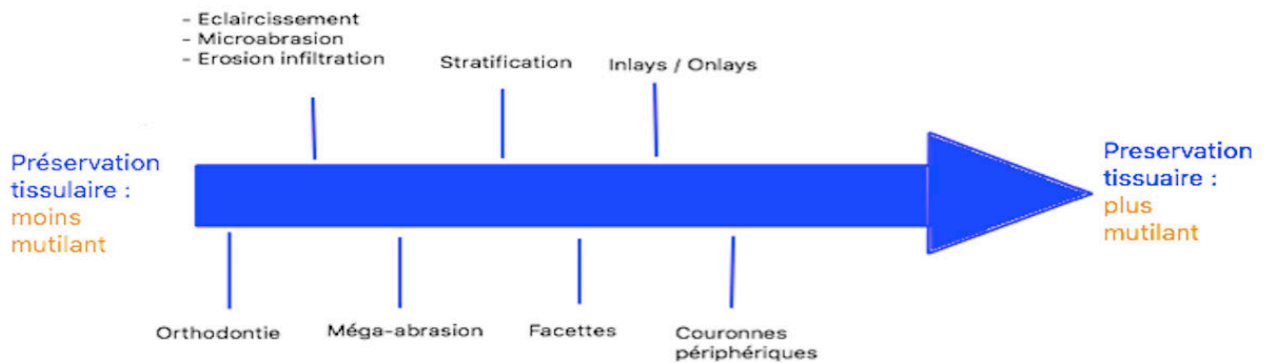 - Eclaircissement
- Microabrasion
- Erosion infiltration
Stratification
Inlays / Onlays
Préservation
tissulaire :
moins
mutilant
Preservation
tissuaire :
plus
mutilant
Orthodontie
Méga-abrasion
Facettes
Couronnes
périphériques